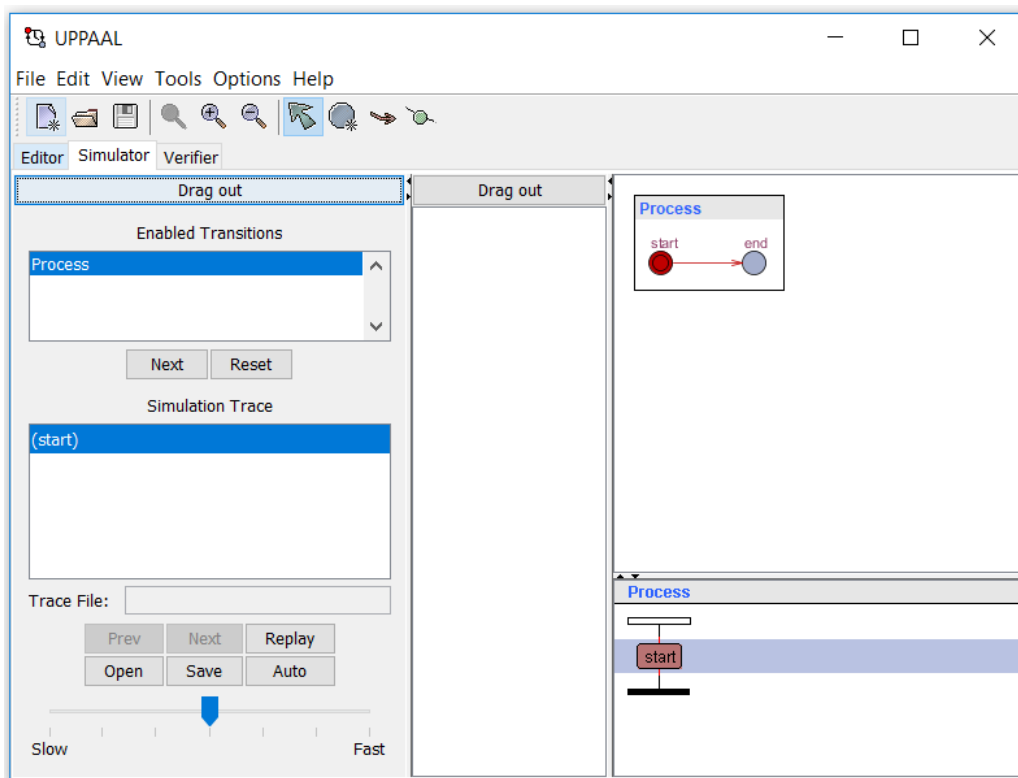 UPPAAL
File Edit View Tools Options Help
Editor Simulator Verifier
Drag out
Enabled Transitions
Process
Next Reset
Simulation Trace
(start)
Trace File:
Prev Next Replay
Open Save Auto
Slow Fast
Drag out
Process
start end
Process
start